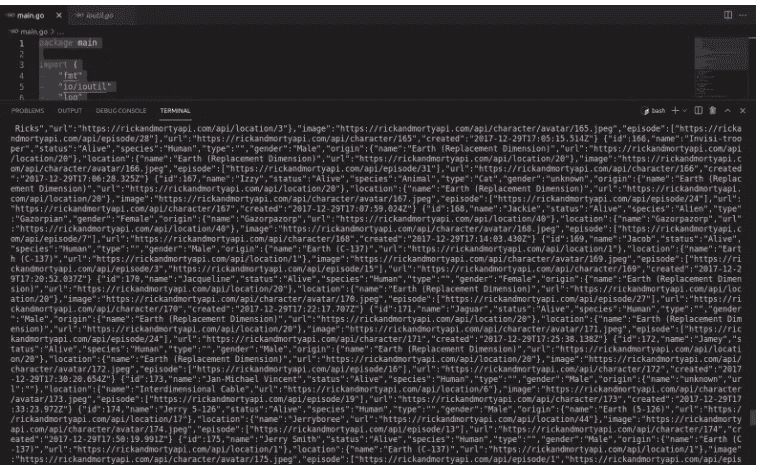 main.go ioutil.go
main.go > ...
1 package main
2
3 import (
4 "fmt"
5 "io/ioutil"
6 "log"
PROBLEMS OUTPUT DEBUG CONSOLE TERMINAL bash
Ricks","url":"https://rickandmortyapi.com/api/location/3"},"image":"https://rickandmortyapi.com/api/character/avatar/165.jpeg","episode":["https://ricka
ndmortyapi.com/api/episode/28"],"url":"https://rickandmortyapi.com/api/character/165","created":"2017-12-29T17:05:15.514Z"} {"id":166,"name":"Invisi-troo
per","status":"Alive","species":"Human","type":"","gender":"Male","origin":{"name":"Earth (Replacement Dimension)","url":"https://rickandmortyapi.com/api
/location/20"},"location":{"name":"Earth (Replacement Dimension)","url":"https://rickandmortyapi.com/api/location/20"},"image":"https://rickandmortyapi.c
om/api/character/avatar/166.jpeg","episode":["https://rickandmortyapi.com/api/episode/31"],"url":"https://rickandmortyapi.com/api/character/166","created"
:"2017-12-29T17:06:28.325Z"} {"id":167,"name":"Izzy","status":"Alive","species":"Animal","type":"Cat","gender":"unknown","origin":{"name":"Earth (Replac
ement Dimension)","url":"https://rickandmortyapi.com/api/location/20"},"location":{"name":"Earth (Replacement Dimension)","url":"https://rickandmortyapi.
com/api/location/20"},"image":"https://rickandmortyapi.com/api/character/avatar/167.jpeg","episode":["https://rickandmortyapi.com/api/episode/24"],"url":
"https://rickandmortyapi.com/api/character/167","created":"2017-12-29T17:07:59.024Z"} {"id":168,"name":"Jackie","status":"Alive","species":"Alien","type"
:"Gazorpian","gender":"Female","origin":{"name":"Gazorpazorp","url":"https://rickandmortyapi.com/api/location/40"},"location":{"name":"Gazorpazorp","url"
:"https://rickandmortyapi.com/api/location/40"},"image":"https://rickandmortyapi.com/api/character/avatar/168.jpeg","episode":["https://rickandmortyapi.c
om/api/episode/7"],"url":"https://rickandmortyapi.com/api/character/168","created":"2017-12-29T17:14:03.430Z"} {"id":169,"name":"Jacob","status":"Alive",
"species":"Human","type":"","gender":"Male","origin":{"name":"Earth (C-137)","url":"https://rickandmortyapi.com/api/location/1"},"location":{"name":"Eart
h (C-137)","url":"https://rickandmortyapi.com/api/location/1"},"image":"https://rickandmortyapi.com/api/character/avatar/169.jpeg","episode":["https://ri
ckandmortyapi.com/api/episode/3","https://rickandmortyapi.com/api/episode/15"],"url":"https://rickandmortyapi.com/api/character/169","created":"2017-12-2
9T17:20:52.037Z"} {"id":170,"name":"Jacqueline","status":"Alive","species":"Human","type":"","gender":"Female","origin":{"name":"Earth (Replacement Dimen
sion)","url":"https://rickandmortyapi.com/api/location/20"},"location":{"name":"Earth (Replacement Dimension)","url":"https://rickandmortyapi.com/api/loc
ation/20"},"image":"https://rickandmortyapi.com/api/character/avatar/170.jpeg","episode":["https://rickandmortyapi.com/api/episode/27"],"url":"https://ri
ckandmortyapi.com/api/character/170","created":"2017-12-29T17:22:17.707Z"} {"id":171,"name":"Jaguar","status":"Alive","species":"Human","type":"","gender"
:"Male","origin":{"name":"Earth (Replacement Dimension)","url":"https://rickandmortyapi.com/api/location/20"},"location":{"name":"Earth (Replacement Dim
ension)","url":"https://rickandmortyapi.com/api/location/20"},"image":"https://rickandmortyapi.com/api/character/avatar/171.jpeg","episode":["https://ric
kandmortyapi.com/api/episode/24"],"url":"https://rickandmortyapi.com/api/character/171","created":"2017-12-29T17:25:38.138Z"} {"id":172,"name":"Jamey","s
tatus":"Alive","species":"Human","type":"","gender":"Male","origin":{"name":"Earth (Replacement Dimension)","url":"https://rickandmortyapi.com/api/locati
on/20"},"location":{"name":"Earth (Replacement Dimension)","url":"https://rickandmortyapi.com/api/location/20"},"image":"https://rickandmortyapi.com/api/
character/avatar/172.jpeg","episode":["https://rickandmortyapi.com/api/episode/16"],"url":"https://rickandmortyapi.com/api/character/172","created":"2017
-12-29T17:30:20.654Z"} {"id":173,"name":"Jan-Michael Vincent","status":"Alive","species":"Human","type":"","gender":"Male","origin":{"name":"unknown","ur
l":""},"location":{"name":"Interdimensional Cable","url":"https://rickandmortyapi.com/api/location/6"},"image":"https://rickandmortyapi.com/api/character
/avatar/173.jpeg","episode":["https://rickandmortyapi.com/api/episode/19"],"url":"https://rickandmortyapi.com/api/character/173","created":"2017-12-29T17
:33:23.972Z"} {"id":174,"name":"Jerry 5-126","status":"Alive","species":"Human","type":"","gender":"Male","origin":{"name":"Earth (5-126)","url":"https:/
/rickandmortyapi.com/api/location/17"},"location":{"name":"Jerryboree","url":"https://rickandmortyapi.com/api/location/44"},"image":"https://rickandmorty
api.com/api/character/avatar/174.jpeg","episode":["https://rickandmortyapi.com/api/episode/13"],"url":"https://rickandmortyapi.com/api/character/174","cr
eated":"2017-12-29T17:50:19.991Z"} {"id":175,"name":"Jerry Smith","status":"Alive","species":"Human","type":"","gender":"Male","origin":{"name":"Earth (C
-137)","url":"https://rickandmortyapi.com/api/location/1"},"location":{"name":"Earth (C-137)","url":"https://rickandmortyapi.com/api/location/1"},"image"
:"https://rickandmortyapi.com/api/character/avatar/175.jpeg","episode":["https://rickandmortyapi.com/api/episode/1","https://rickandmortyapi.com/api/epis